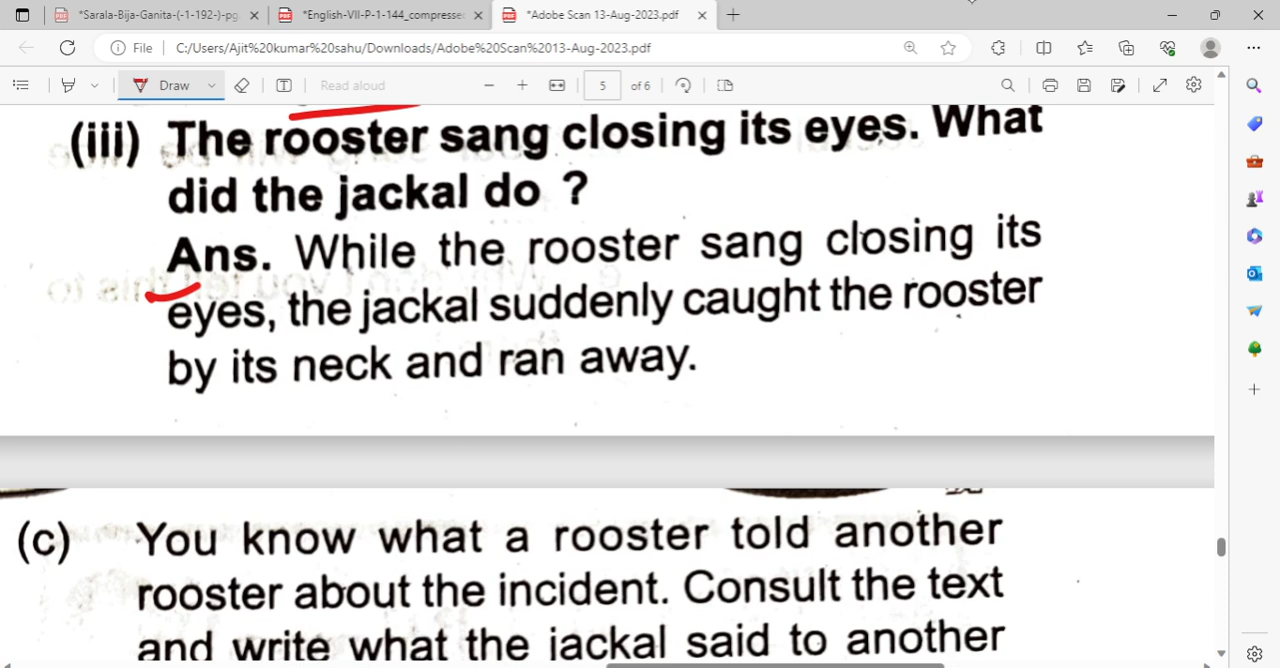 *Sarala-Bija-Ganita-(-1-192-)-pg
*English-VII-P-1-144_compresse
*Adobe Scan 13-Aug-2023.pdf
File
C:/Users/Ajit%20kumar%20sahu/Downloads/Adobe%20Scan%2013-Aug-2023.pdf
Draw
Read aloud
5
of 6
(iii) The rooster sang closing its eyes. What
did the jackal do ?
Ans. While the rooster sang closing its
eyes, the jackal suddenly caught the rooster
by its neck and ran away.
(c) You know what a rooster told another
rooster about the incident. Consult the text
and write what the jackal said to another